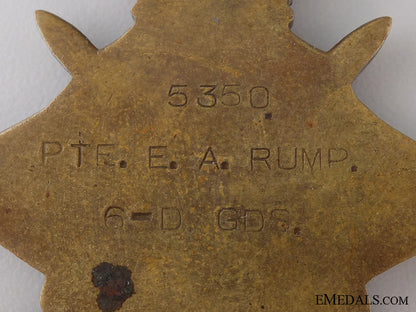 5350
PTE. E. A. RUMP.
6-D. GDS.
EMEDALS.COM